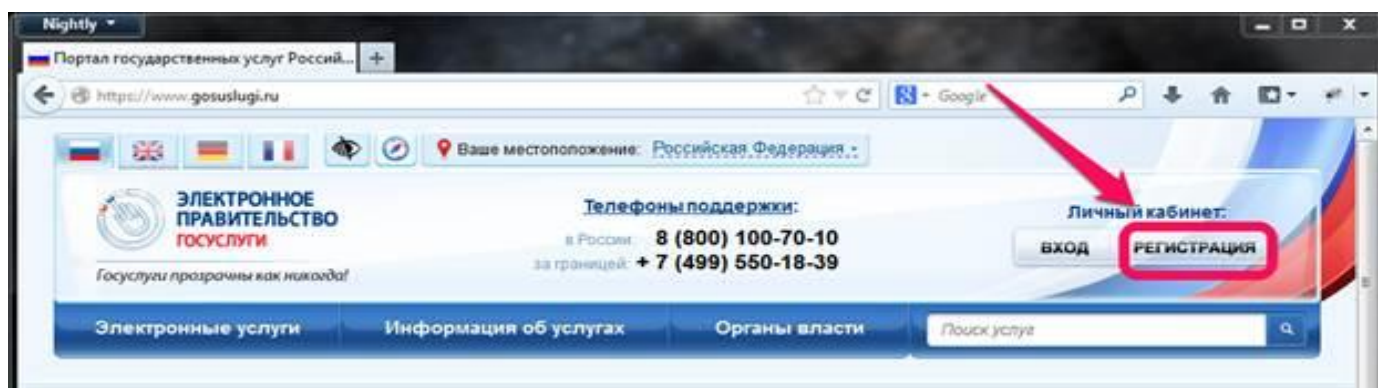 Nightly
Портал государственных услуг Россий...
https://www.gosuslugi.ru
Google
Ваше местоположение: Российская Федерация
ЭЛЕКТРОННОЕ
ПРАВИТЕЛЬСТВО
ГОСУСЛУГИ
Госуслуги прозрачны как никогда!
Телефоны поддержки:
в России: 8 (800) 100-70-10
за границей: + 7 (499) 550-18-39
Личный кабинет:
ВХОД РЕГИСТРАЦИЯ
Электронные услуги Информация об услугах Органы власти Поиск услуг